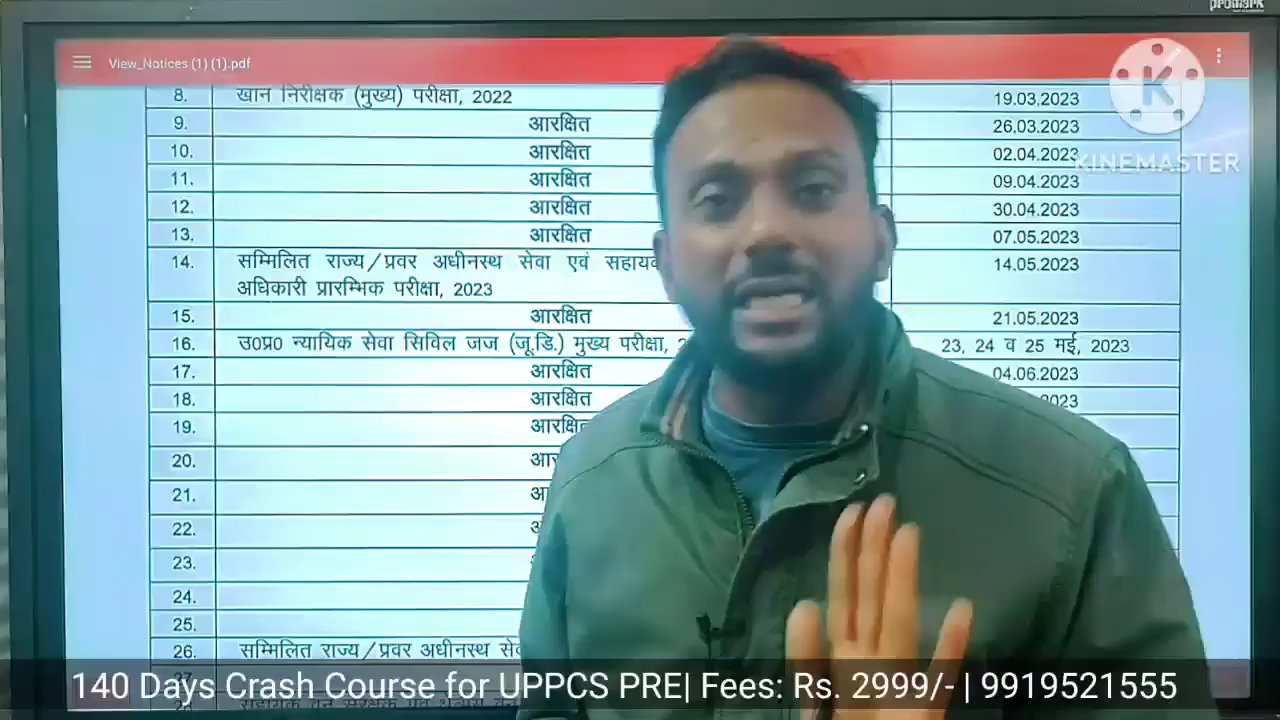 promark
View_Notices (1) (1).pdf
K
KINEMASTER
8. खान निरीक्षक (मुख्य) परीक्षा, 2022 19.03.2023
9. आरक्षित 26.03.2023
10. आरक्षित 02.04.2023
11. आरक्षित 09.04.2023
12. आरक्षित 30.04.2023
13. आरक्षित 07.05.2023
14. सम्मिलित राज्य/प्रवर अधीनस्थ सेवा एवं 14.05.2023
अधिकारी प्रारम्भिक परीक्षा, 2023
15. आरक्षित 21.05.2023
16. उ0प्र0 न्यायिक सेवा सिविल जज (जू.डि.) मुख्य परीक्षा, 23, 24 व 25 मई, 2023
17. आरक्षित 04.06.2023
18. आरक्षित 2023
19.
20.
21.
22.
23.
24.
25.
26. सम्मिलित राज्य/प्रवर अधीनस्थ
140 Days Crash Course for UPPCS PRE| Fees: Rs. 2999/- | 9919521555